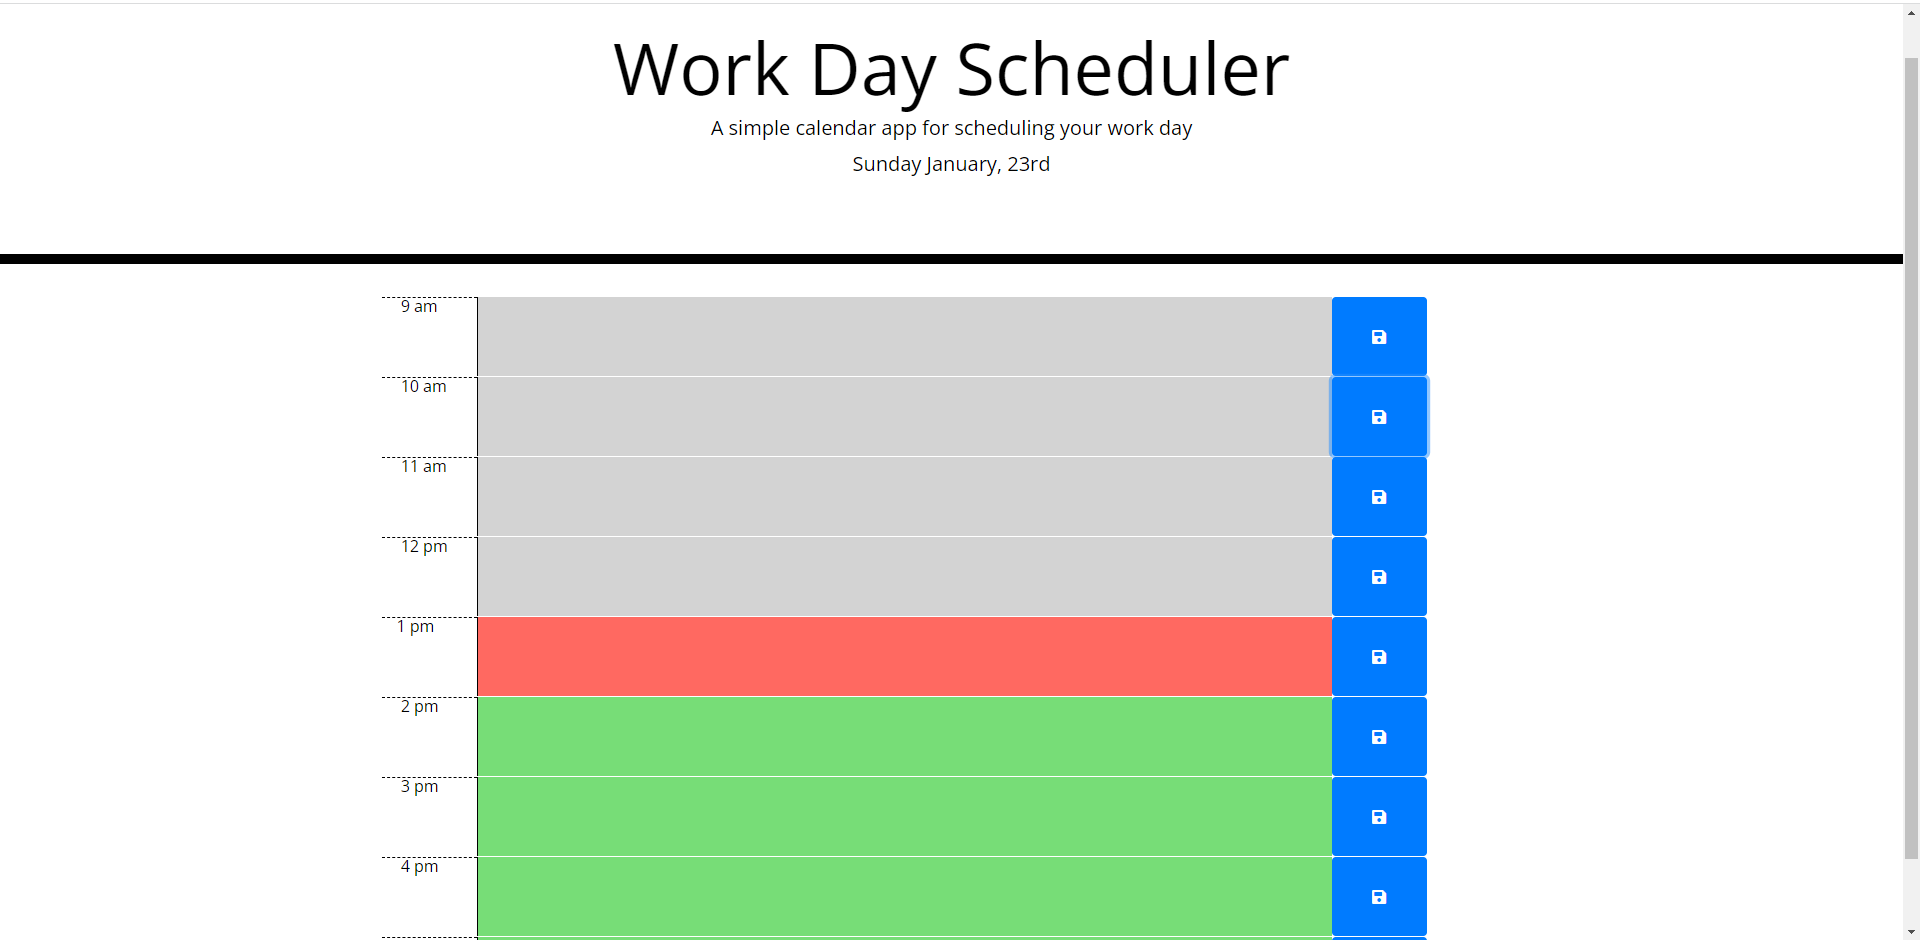 Work Day Scheduler
A simple calendar app for scheduling your work day
Sunday January, 23rd
9 am
10 am
11 am
12 pm
1 pm
2 pm
3 pm
4 pm